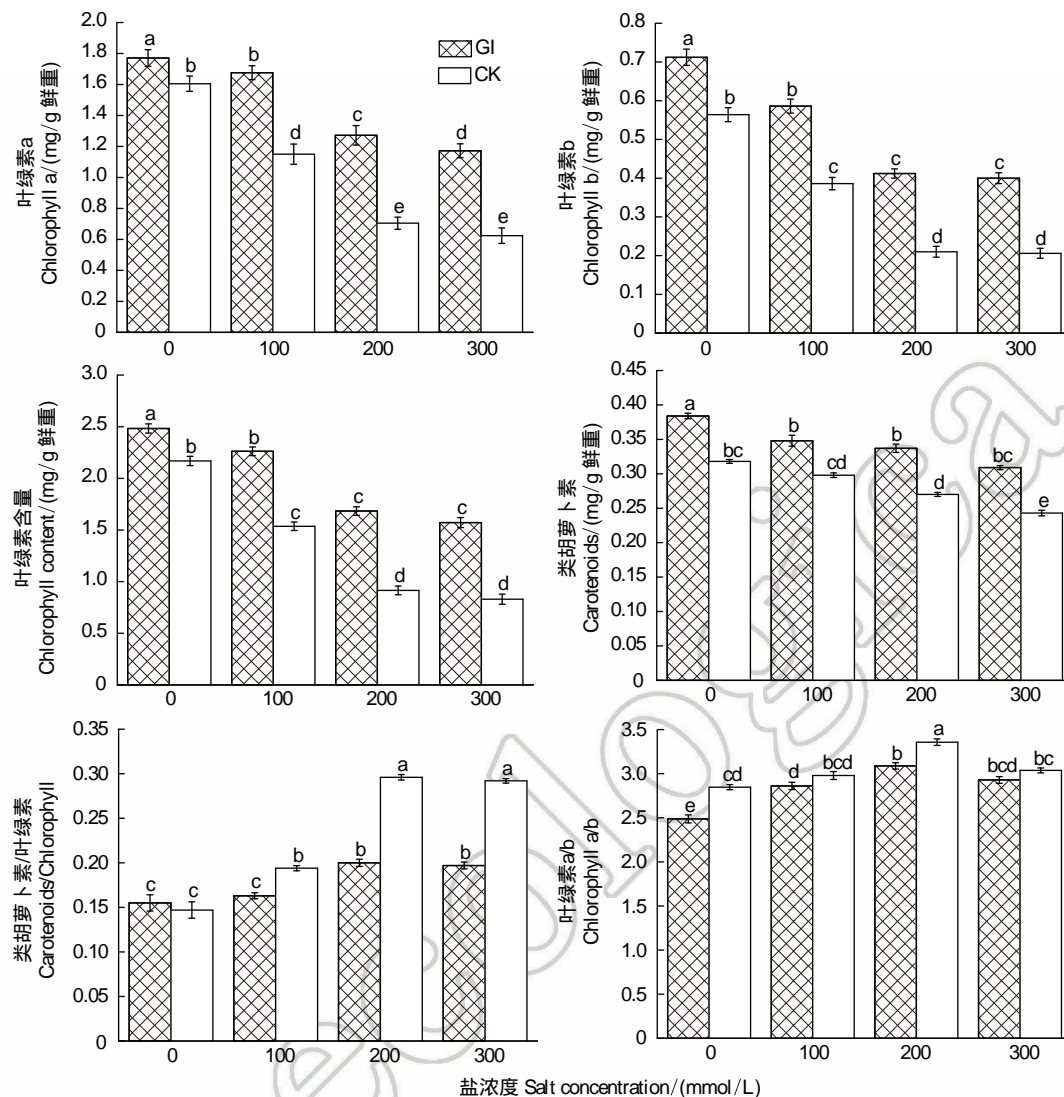 叶绿素a
Chlorophyll a/(mg/g 鲜重)
2.0
1.8
1.6
1.4
1.2
1.0
0.8
0.6
0.4
0.2
0
a
b
b
d
c
e
d
e
GI
CK
0
100
200
300
叶绿素b
Chlorophyll b/(mg/g 鲜重)
0.8
0.7
0.6
0.5
0.4
0.3
0.2
0.1
0
a
b
b
c
c
d
c
d
0
100
200
300
叶绿素含量
Chlorophyll content/(mg/g 鲜重)
3.0
2.5
2.0
1.5
1.0
0.5
0
a
b
b
c
c
d
c
d
0
100
200
300
类胡萝卜素
Carotenoids/(mg/g 鲜重)
0.45
0.40
0.35
0.30
0.25
0.20
0.15
0.10
0.05
0
a
bc
b
cd
b
d
bc
e
0
100
200
300
类胡萝卜素/叶绿素
Carotenoids/Chlorophyll
0.35
0.30
0.25
0.20
0.15
0.10
0.05
0
c
c
c
b
b
a
b
a
0
100
200
300
叶绿素a/b
Chlorophyll a/b
3.5
3.0
2.5
2.0
1.5
1.0
0.5
0
e
cd
d
bcd
b
a
bcd
bc
0
100
200
300
盐浓度 Salt concentration/(mmol/L)